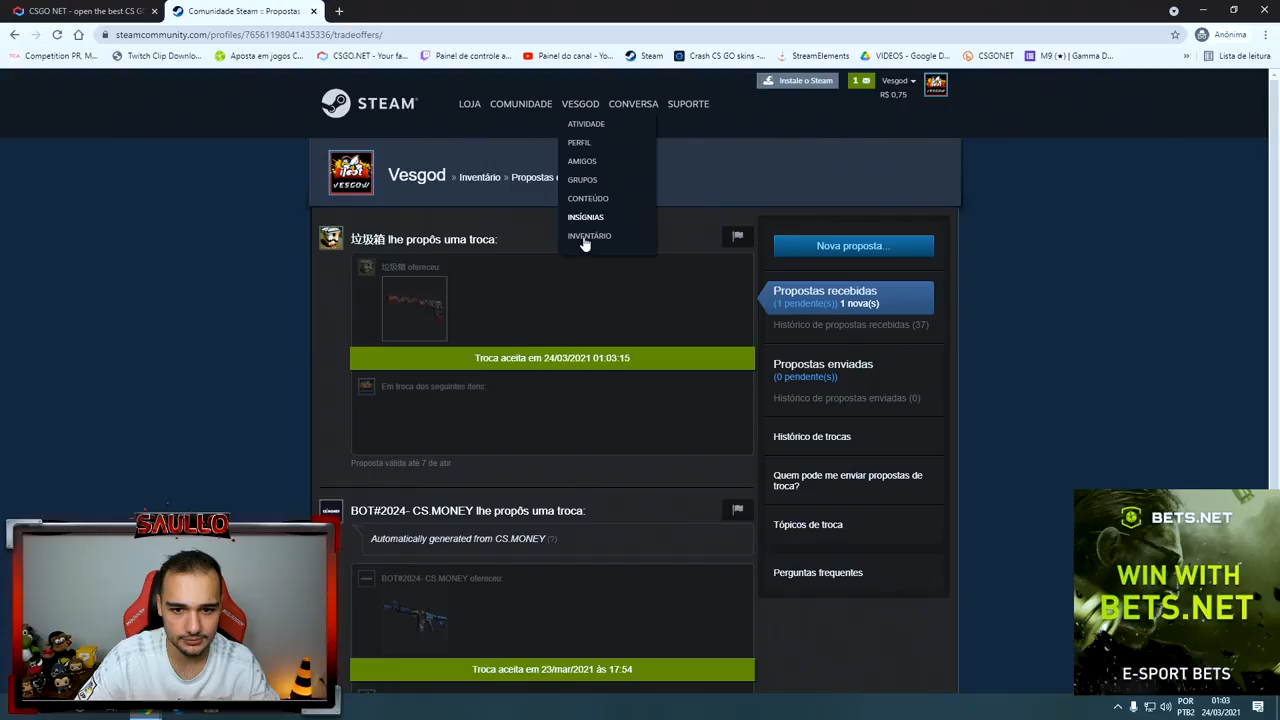 CSGO NET - O best CS:GO c
Comunidade Steam :: Propostas
steamcommunity.com/profiles/76561198041435336/tradeoffers/
Anónima
Competition PR, M...
Twitch Clip Downlo...
Aposta em jogos C...
CSGO.NET - Your fa...
Painel de controle a...
Painel do canal - Yo...
Steam
Crash CS GO skins -...
StreamElements
VIDEOS - Google D...
CSGONET
M9 (★) | Gamma D...
»
Lista de leitura
STEAM
LOJA
COMUNIDADE
VESGOD
CONVERSA
SUPORTE
Instale o Steam
1
Vesgod
R$ 0,75
ATIVIDADE
PERFIL
AMIGOS
GRUPOS
CONTEÚDO
INSÍGNIAS
INVENTÁRIO
VESGOW
Vesgod » Inventário » Propostas
垃圾箱 lhe propôs uma troca:
垃圾箱 ofereceu
Troca aceita em 24/03/2021 01:03:15
Em troca dos seguintes itens:
Proposta válida até 7 de abr
BOT#2024- CS.MONEY lhe propôs uma troca:
Automatically generated from CS.MONEY (?)
BOT#2024- CS.MONEY ofereceu:
Troca aceita em 23/mar/2021 às 17:54
Nova proposta...
Propostas recebidas
(1 pendente(s)) 1 nova(s)
Histórico de propostas recebidas (37)
Propostas enviadas
(0 pendente(s))
Histórico de propostas enviadas (0)
Histórico de trocas
Quem pode me enviar propostas de
troca?
Tópicos de troca
Perguntas frequentes
SAULLO
BETS.NET
WIN WITH
BETS.NET
E-SPORT BETS
POR
PTB2
01:03
24/03/2021